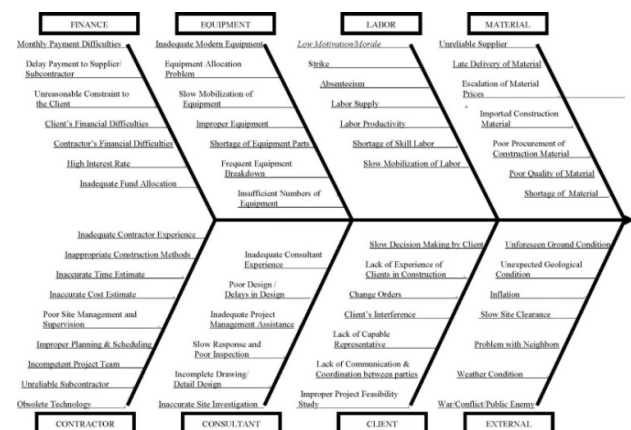 FINANCE
Monthly Payment Difficulties
Delay Payment to Supplier/
Subcontractor
Unreasonable Constraint to
the Client
Client's Financial Difficulties
Contractor's Financial Difficulties
High Interest Rate
Inadequate Fund Allocation
EQUIPMENT
Inadequate Modern Equipment
Equipment Allocation
Problem
Slow Mobilization of
Equipment
Improper Equipment
Shortage of Equipment Parts
Frequent Equipment
Breakdown
Insufficient Numbers of
Equipment
LABOR
Low Motivation/Morale
Strike
Absenteeism
Labor Supply
Labor Productivity
Shortage of Skill Labor
Slow Mobilization of Labor
MATERIAL
Unreliable Supplier
Late Delivery of Material
Escalation of Material
Prices
Imported Construction
Material
Poor Procurement of
Construction Material
Poor Quality of Material
Shortage of Material
Inadequate Contractor Experience
Inappropriate Construction Methods
Inaccurate Time Estimate
Inaccurate Cost Estimate
Poor Site Management and
Supervision
Improper Planning & Scheduling
Incompetent Project Team
Unreliable Subcontractor
Obsolete Technology
CONTRACTOR
Inadequate Consultant
Experience
Poor Design /
Delays in Design
Inadequate Project
Management Assistance
Slow Response and
Poor Inspection
Incomplete Drawing/
Detail Design
Inaccurate Site Investigation
CONSULTANT
Slow Decision Making by Client
Lack of Experience of
Clients in Construction
Change Orders
Client's Interference
Lack of Capable
Representative
Lack of Communication &
Coordination between parties
Improper Project Feasibility
Study
CLIENT
Unforeseen Ground Condition
Unexpected Geological
Condition
Inflation
Slow Site Clearance
Problem with Neighbors
Weather Condition
War/Conflict/Public Enemy
EXTERNAL